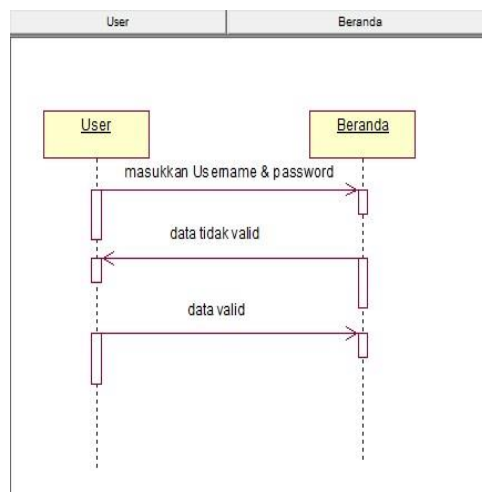 User
Beranda
User
Beranda
masukkan Username & password
data tidak valid
data valid